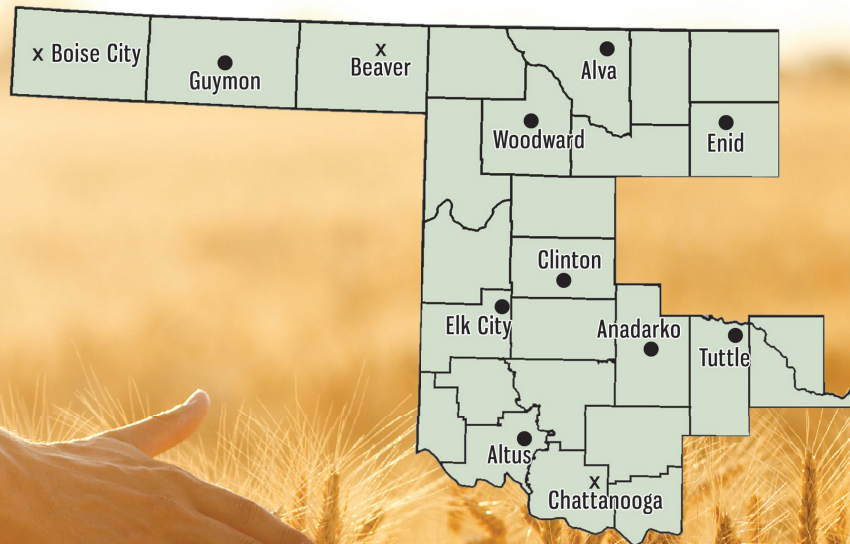 x Boise City
Guymon
x
Beaver
Alva
Woodward
Enid
Clinton
Elk City
Anadarko
Tuttle
Altus
x
Chattanooga